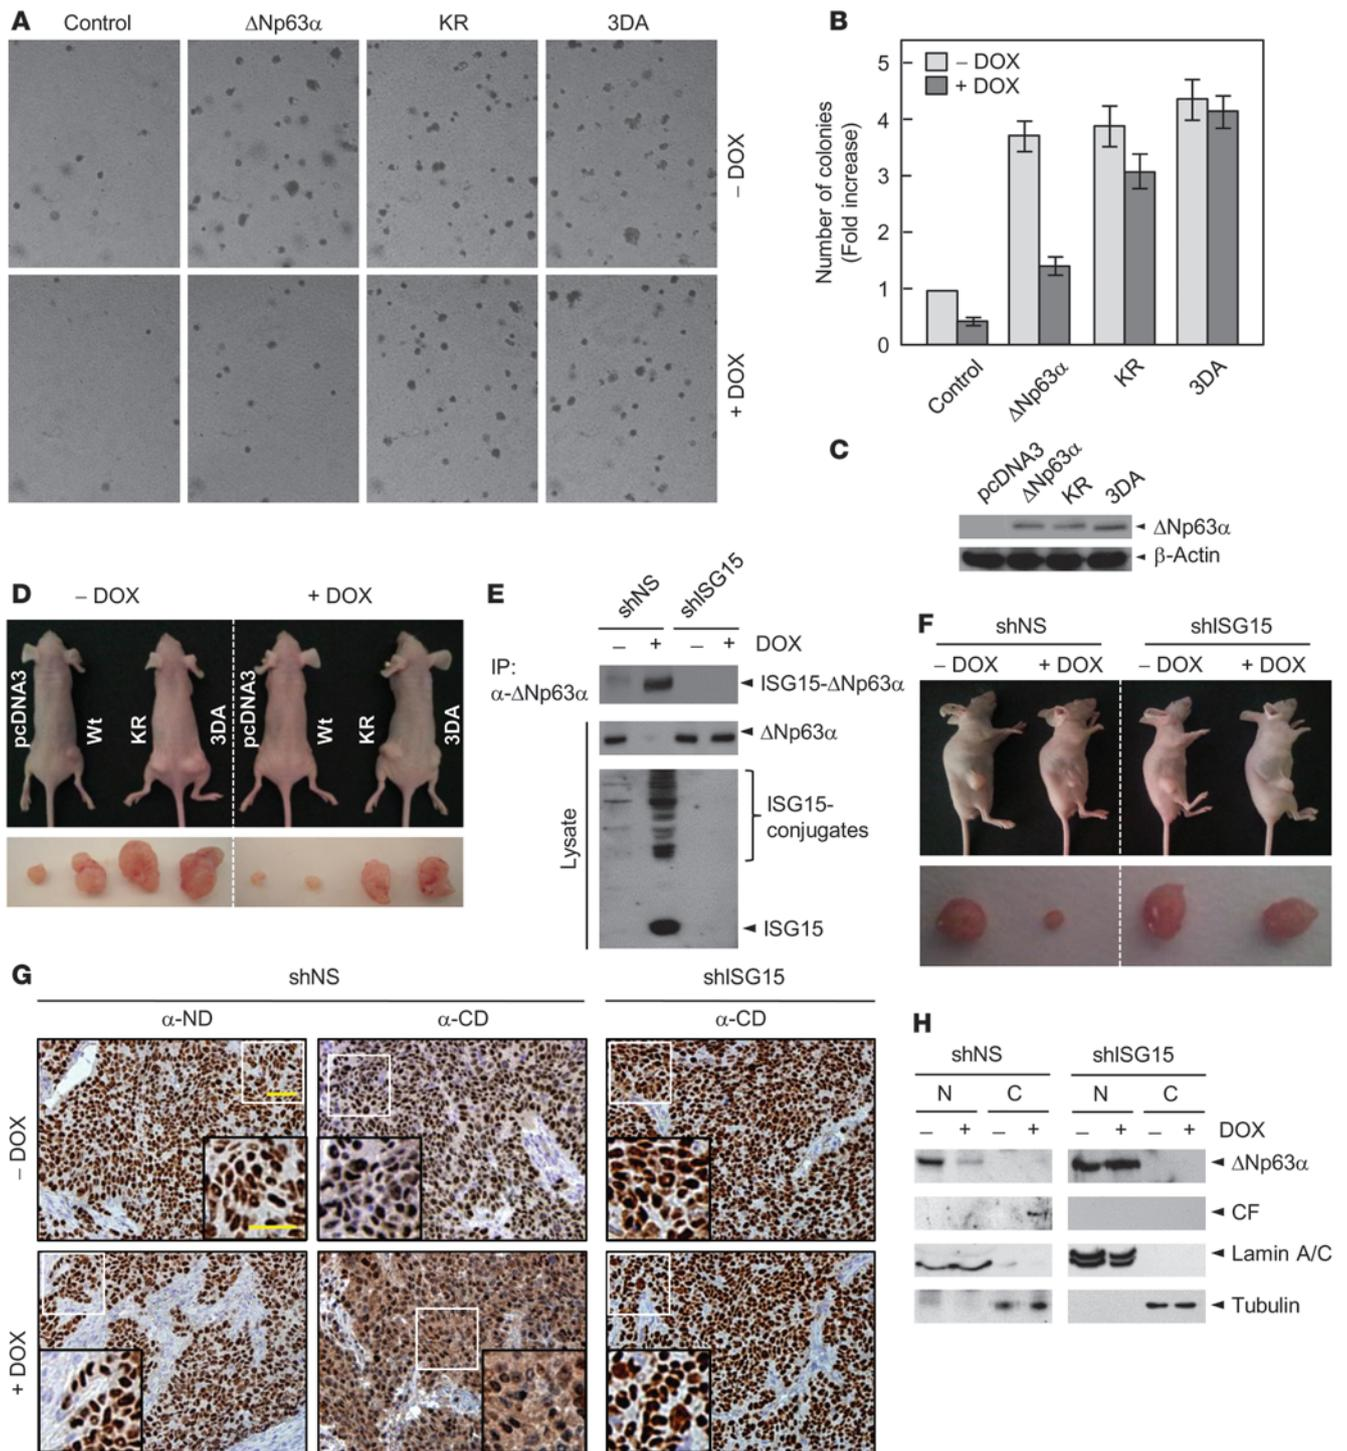 A
Control ΔNp63α KR 3DA
– DOX
+ DOX
B
Number of colonies
(Fold increase)
5
4
3
2
1
0
– DOX
+ DOX
Control ΔNp63α KR 3DA
C
pcDNA3 ΔNp63α KR 3DA
ΔNp63α
β-Actin
D
– DOX + DOX
pcDNA3 Wt KR 3DA pcDNA3 Wt KR 3DA
E
shNS shISG15
– + – + DOX
IP:
α-ΔNp63α
ISG15-ΔNp63α
ΔNp63α
Lysate
ISG15-
conjugates
ISG15
F
shNS shISG15
– DOX + DOX – DOX + DOX
G
shNS shISG15
α-ND α-CD α-CD
– DOX
+ DOX
H
shNS shISG15
N C N C
– + – + – + – + DOX
ΔNp63α
CF
Lamin A/C
Tubulin